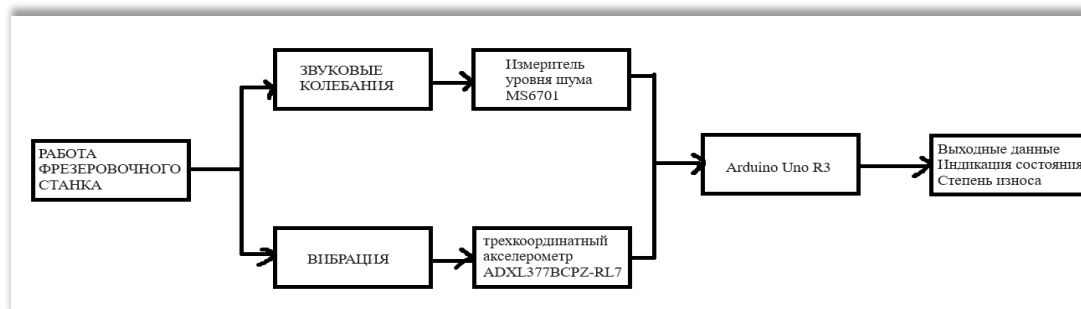 РАБОТА
ФРЕЗЕРОВОЧНОГО
СТАНКА
ЗВУКОВЫЕ
КОЛЕБАНИЯ
Измеритель
уровня шума
MS6701
ВИБРАЦИЯ
трехкоординатный
акселерометр
ADXL377BCPZ-RL7
Arduino Uno R3
Выходные данные
Индикация состояния
Степень износа